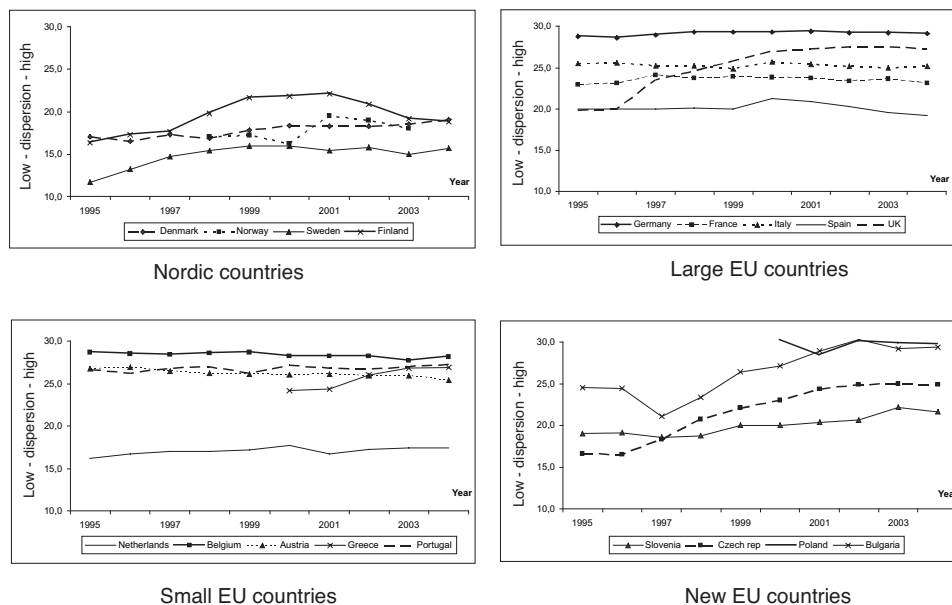 Low - dispersion - high
30,0
25,0
20,0
15,0
10,0
Year
1995 1997 1999 2001 2003
Denmark Norway Sweden Finland
Nordic countries
Low - dispersion - high
30,0
25,0
20,0
15,0
10,0
Year
1995 1997 1999 2001 2003
Germany France Italy Spain UK
Large EU countries
Low - dispersion - high
30,0
25,0
20,0
15,0
10,0
Year
1995 1997 1999 2001 2003
Netherlands Belgium Austria Greece Portugal
Small EU countries
Low - dispersion - high
30,0
25,0
20,0
15,0
10,0
Year
1995 1997 1999 2001 2003
Slovenia Czech rep Poland Bulgaria
New EU countries